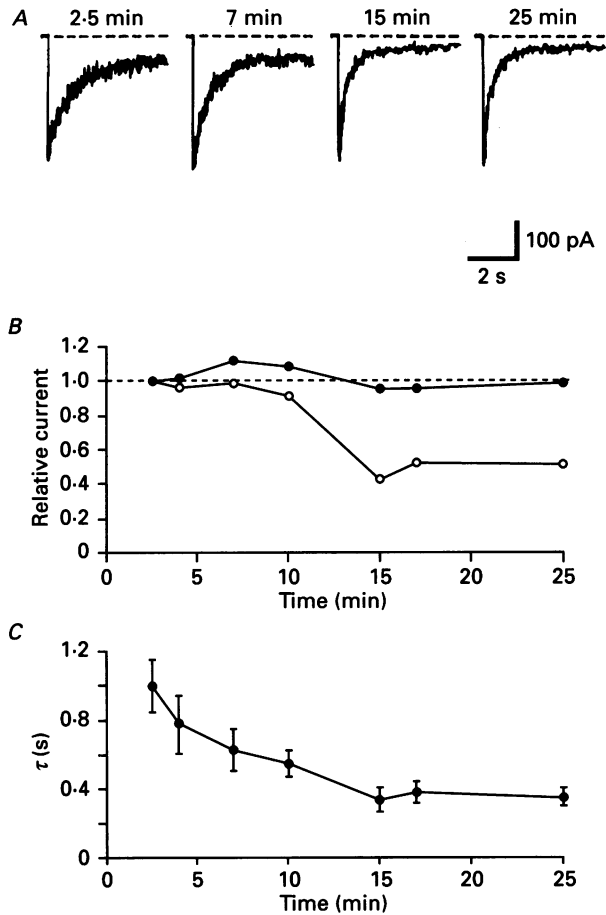 A
2·5 min 7 min 15 min 25 min
100 pA
2 s
B
Relative current
1·2
1·0
0·8
0·6
0·4
0·2
0
0 5 10 15 20 25
Time (min)
C
τ (s)
1·2
0·8
0·4
0
0 5 10 15 20 25
Time (min)